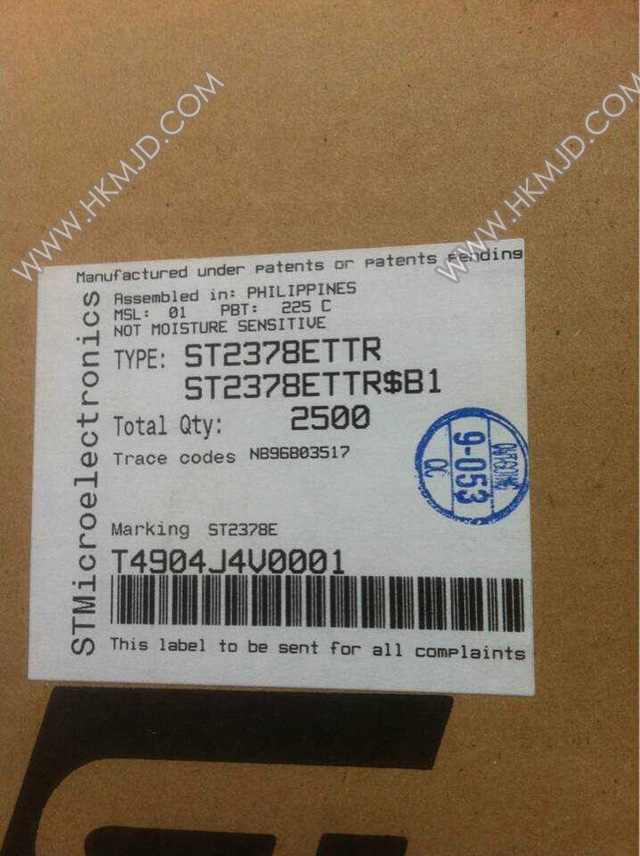 WWW.HKMJD.COM
WWW.HKMJD.COM
Manufactured under Patents or Patents Pending
Assembled in: PHILIPPINES
MSL: 01 PBT: 225 C
NOT MOISTURE SENSITIVE
TYPE: ST2378ETTR
ST2378ETTR$B1
Total Qty: 2500
Trace codes NB96B03517
Marking ST2378E
T4904J4V0001
This label to be sent for all complaints
STMicroelectronics
9-053
QC